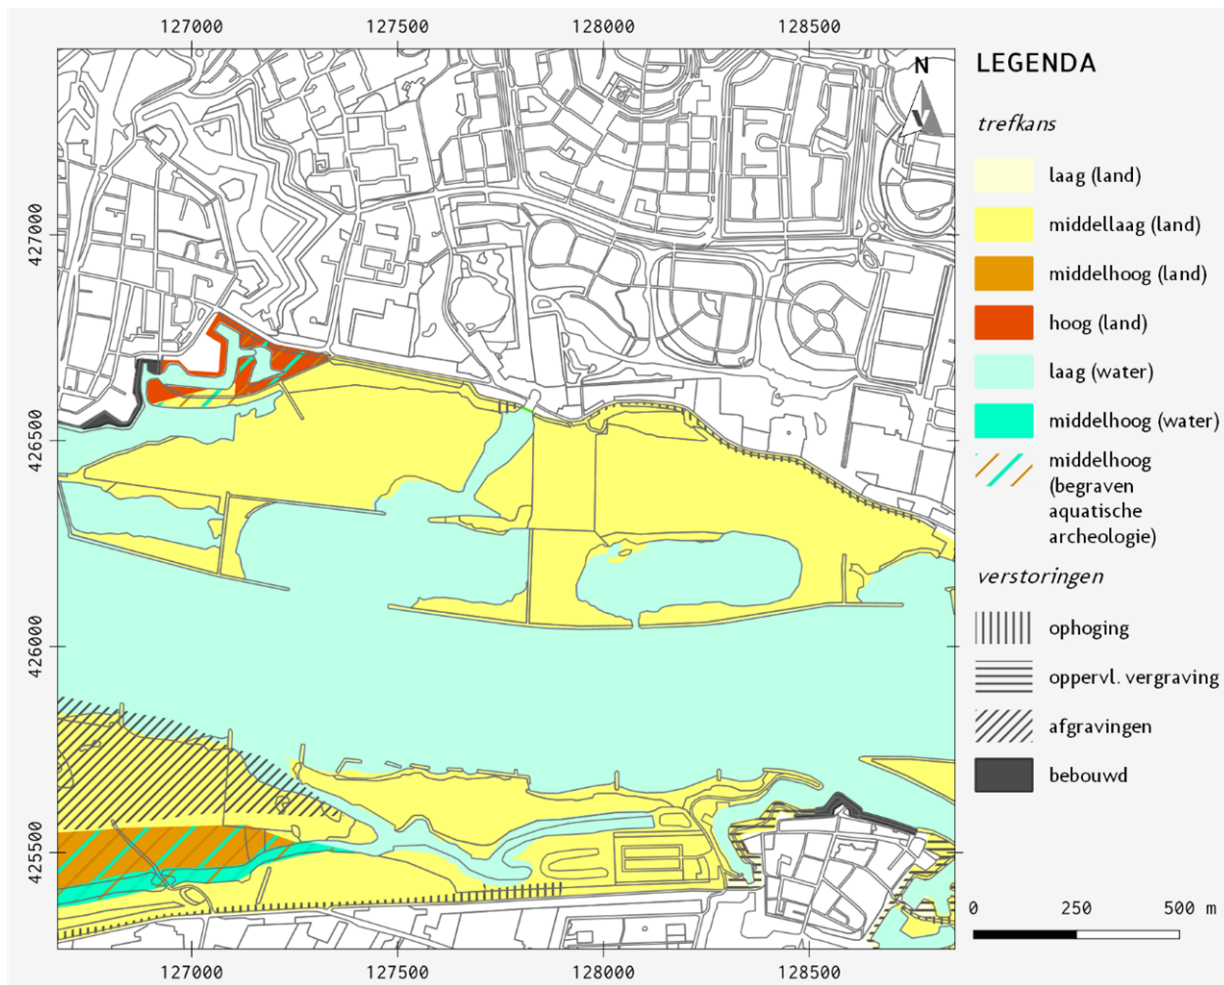 127000 127500 128000 128500
N
LEGENDA
trefkans
laag (land)
middellaag (land)
middelhoog (land)
hoog (land)
laag (water)
middelhoog (water)
middelhoog
(begraven
aquatische
archeologie)
verstoringen
ophoging
oppervl. vergraving
afgravingen
bebouwd
427000
426500
426000
425500
0 250 500 m
127000 127500 128000 128500